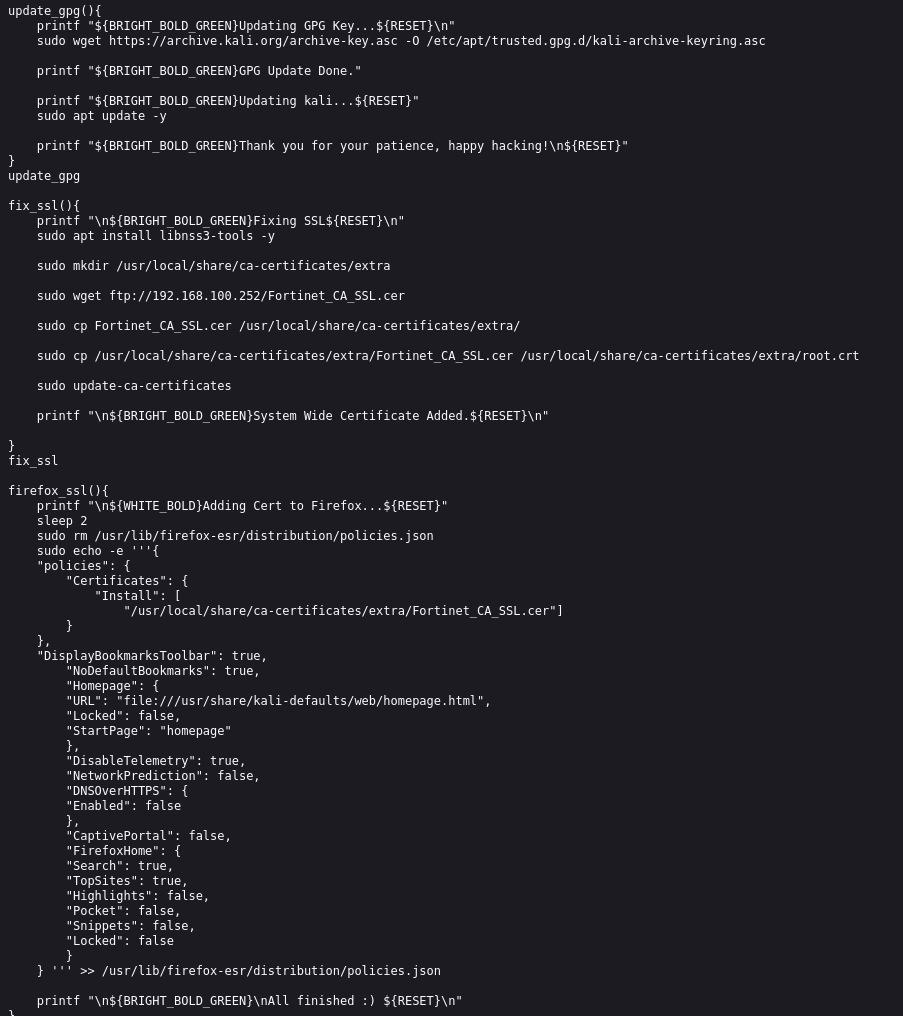 update_gpg(){
    printf "${BRIGHT_BOLD_GREEN}Updating GPG Key...${RESET}\n"
    sudo wget https://archive.kali.org/archive-key.asc -O /etc/apt/trusted.gpg.d/kali-archive-keyring.asc

    printf "${BRIGHT_BOLD_GREEN}GPG Update Done."

    printf "${BRIGHT_BOLD_GREEN}Updating kali...${RESET}"
    sudo apt update -y

    printf "${BRIGHT_BOLD_GREEN}Thank you for your patience, happy hacking!\n${RESET}"
}
update_gpg

fix_ssl(){
    printf "\n${BRIGHT_BOLD_GREEN}Fixing SSL${RESET}\n"
    sudo apt install libnss3-tools -y

    sudo mkdir /usr/local/share/ca-certificates/extra

    sudo wget ftp://192.168.100.252/Fortinet_CA_SSL.cer

    sudo cp Fortinet_CA_SSL.cer /usr/local/share/ca-certificates/extra/

    sudo cp /usr/local/share/ca-certificates/extra/Fortinet_CA_SSL.cer /usr/local/share/ca-certificates/extra/root.crt

    sudo update-ca-certificates

    printf "\n${BRIGHT_BOLD_GREEN}System Wide Certificate Added.${RESET}\n"

}
fix_ssl

firefox_ssl(){
    printf "\n${WHITE_BOLD}Adding Cert to Firefox...${RESET}"
    sleep 2
    sudo rm /usr/lib/firefox-esr/distribution/policies.json
    sudo echo -e '''{
    "policies": {
        "Certificates": {
            "Install": [
                "/usr/local/share/ca-certificates/extra/Fortinet_CA_SSL.cer"]
        }
    },
    "DisplayBookmarksToolbar": true,
        "NoDefaultBookmarks": true,
        "Homepage": {
        "URL": "file:///usr/share/kali-defaults/web/homepage.html",
        "Locked": false,
        "StartPage": "homepage"
        },
        "DisableTelemetry": true,
        "NetworkPrediction": false,
        "DNSOverHTTPS": {
        "Enabled": false
        },
        "CaptivePortal": false,
        "FirefoxHome": {
        "Search": true,
        "TopSites": true,
        "Highlights": false,
        "Pocket": false,
        "Snippets": false,
        "Locked": false
        }
    } ''' >> /usr/lib/firefox-esr/distribution/policies.json

    printf "\n${BRIGHT_BOLD_GREEN}\nAll finished :) ${RESET}\n"
}